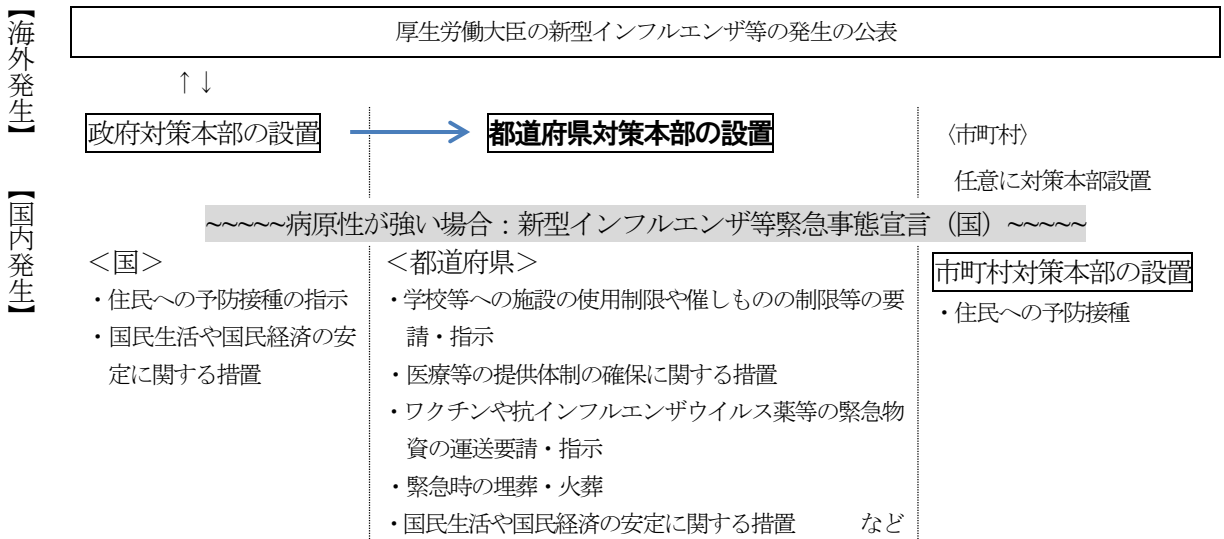 【海外発生】
厚生労働大臣の新型インフルエンザ等の発生の公表
↑↓
政府対策本部の設置
都道府県対策本部の設置
〈市町村〉
任意に対策本部設置
【国内発生】
~~~~~病原性が強い場合：新型インフルエンザ等緊急事態宣言（国）~~~~~
＜国＞
・住民への予防接種の指示
・国民生活や国民経済の安
定に関する措置
＜都道府県＞
・学校等への施設の使用制限や催しものの制限等の要
請・指示
・医療等の提供体制の確保に関する措置
・ワクチンや抗インフルエンザウイルス薬等の緊急物
資の運送要請・指示
・緊急時の埋葬・火葬
・国民生活や国民経済の安定に関する措置　　など
市町村対策本部の設置
・住民への予防接種